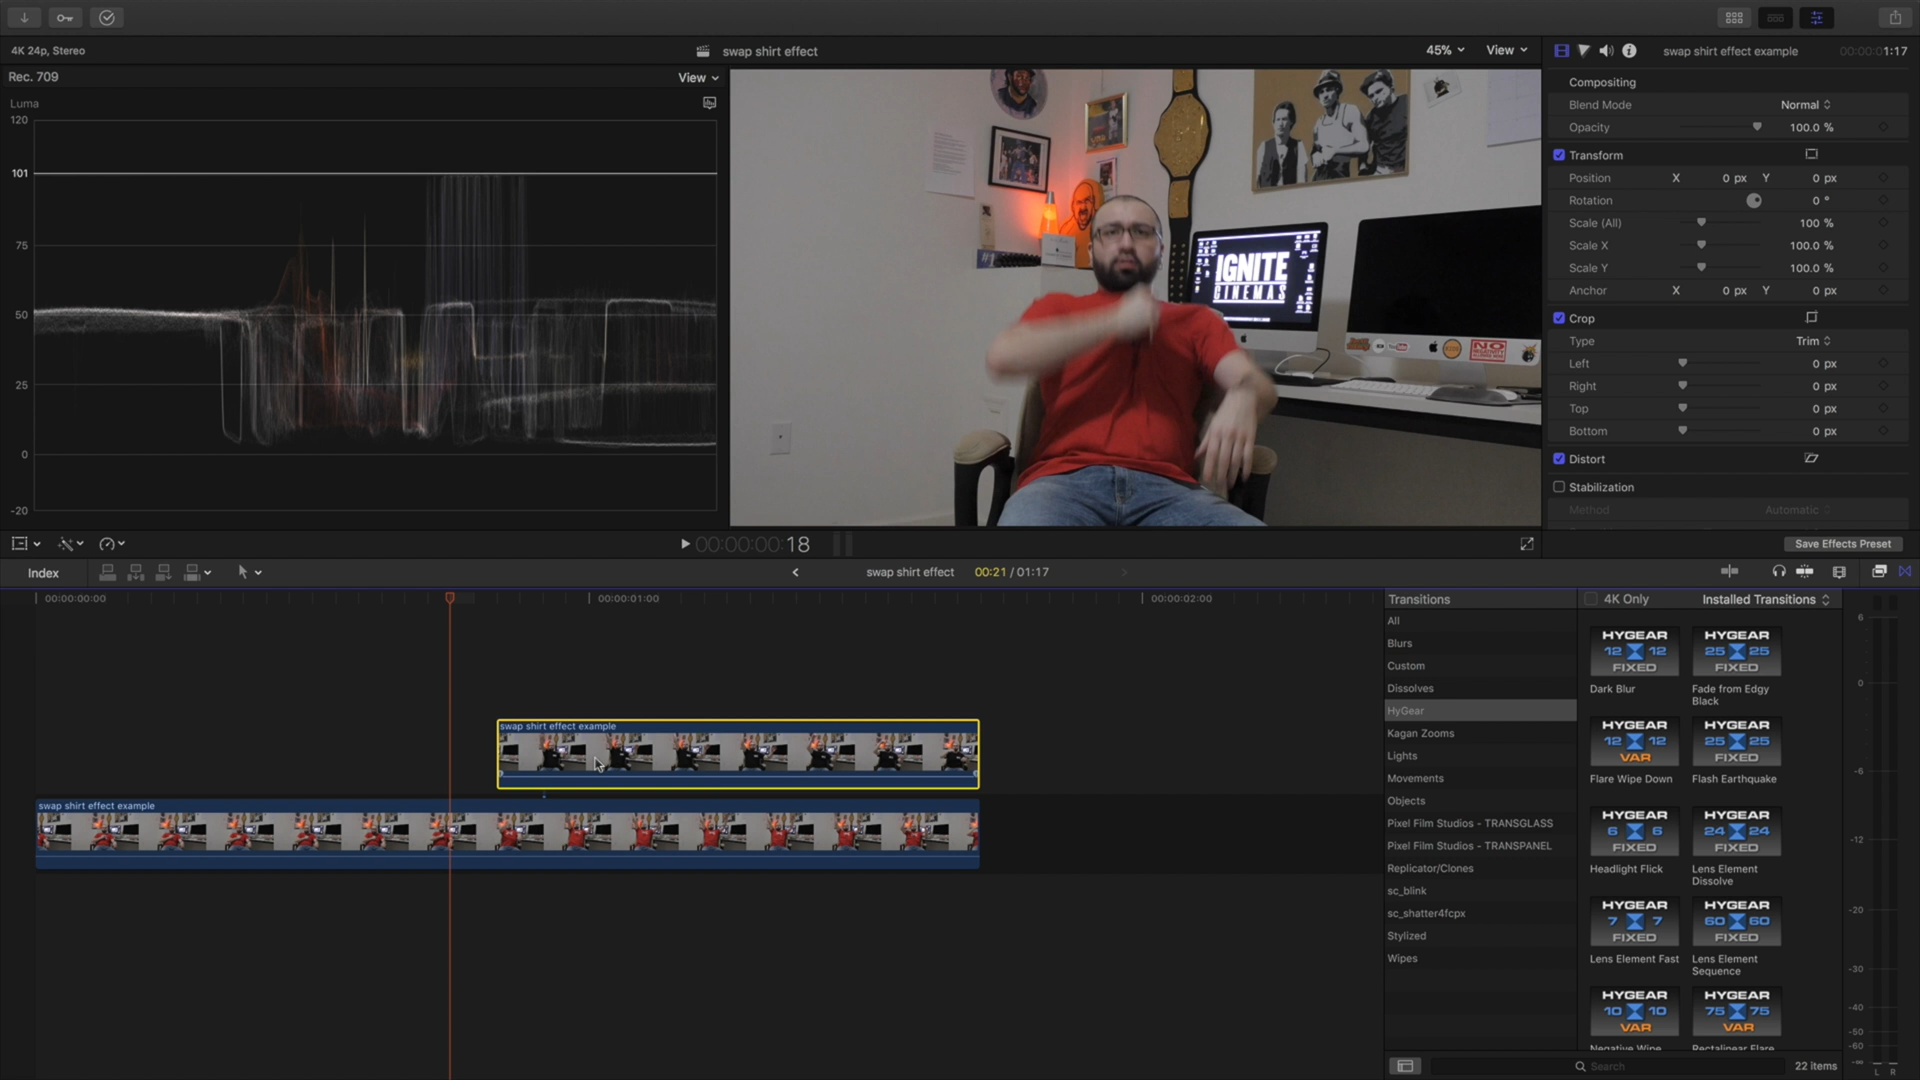 4K 24p, Stereo
swap shirt effect
45%
View
swap shirt effect example
00:00:01:17
Rec. 709
View
Luma
120
101
75
50
25
0
-20
IGNITE
CINEMAS
NO
NEGATIVITY
#1
Compositing
Blend Mode
Normal
Opacity
100.0 %
Transform
Position
X
0 px
Y
0 px
Rotation
0 °
Scale (All)
100 %
Scale X
100.0 %
Scale Y
100.0 %
Anchor
X
0 px
Y
0 px
Crop
Type
Trim
Left
0 px
Right
0 px
Top
0 px
Bottom
0 px
Distort
Stabilization
Method
Automatic
00:00:00:18
Save Effects Preset
Index
swap shirt effect
00:21 / 01:17
00:00:00:00
00:00:01:00
00:00:02:00
swap shirt effect example
swap shirt effect example
Transitions
All
Blurs
Custom
Dissolves
HyGear
Kagan Zooms
Lights
Movements
Objects
Pixel Film Studios - TRANSGLASS
Pixel Film Studios - TRANSPANEL
Replicator/Clones
sc_blink
sc_shatter4fcpx
Stylized
Wipes
4K Only
Installed Transitions
HYGEAR
12 12
FIXED
Dark Blur
HYGEAR
25 25
FIXED
Fade from Edgy
Black
HYGEAR
12 12
VAR
Flare Wipe Down
HYGEAR
25 25
FIXED
Flash Earthquake
HYGEAR
6 6
FIXED
Headlight Flick
HYGEAR
24 24
FIXED
Lens Element
Dissolve
HYGEAR
7 7
FIXED
Lens Element Fast
HYGEAR
60 60
FIXED
Lens Element
Sequence
HYGEAR
10 10
VAR
Negative Wipe
HYGEAR
75 75
VAR
Rectalinear Flare
Search
22 items
6
0
-6
-12
-20
-30
-40
-50
-60
-∞
L
R